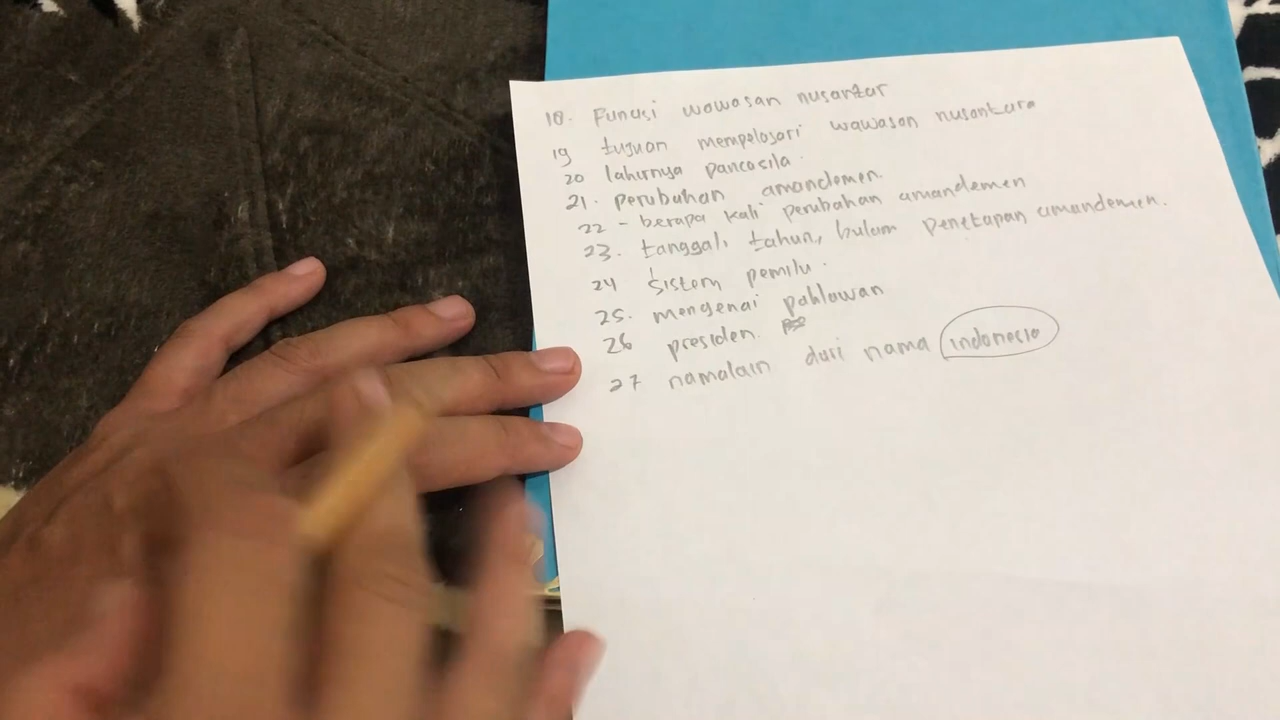 18. Fungsi wawasan nusantar
19 tujuan mempelajari wawasan nusantara
20 lahirnya pancasila.
21. perubahan amandemen.
22 - berapa kali perubahan amandemen
23. tanggal, tahun, bulam penetapan amandemen.
24 sistem pemilu.
25. mengenai pahlawan
26 presiden.
27 namalain dari nama indonesia